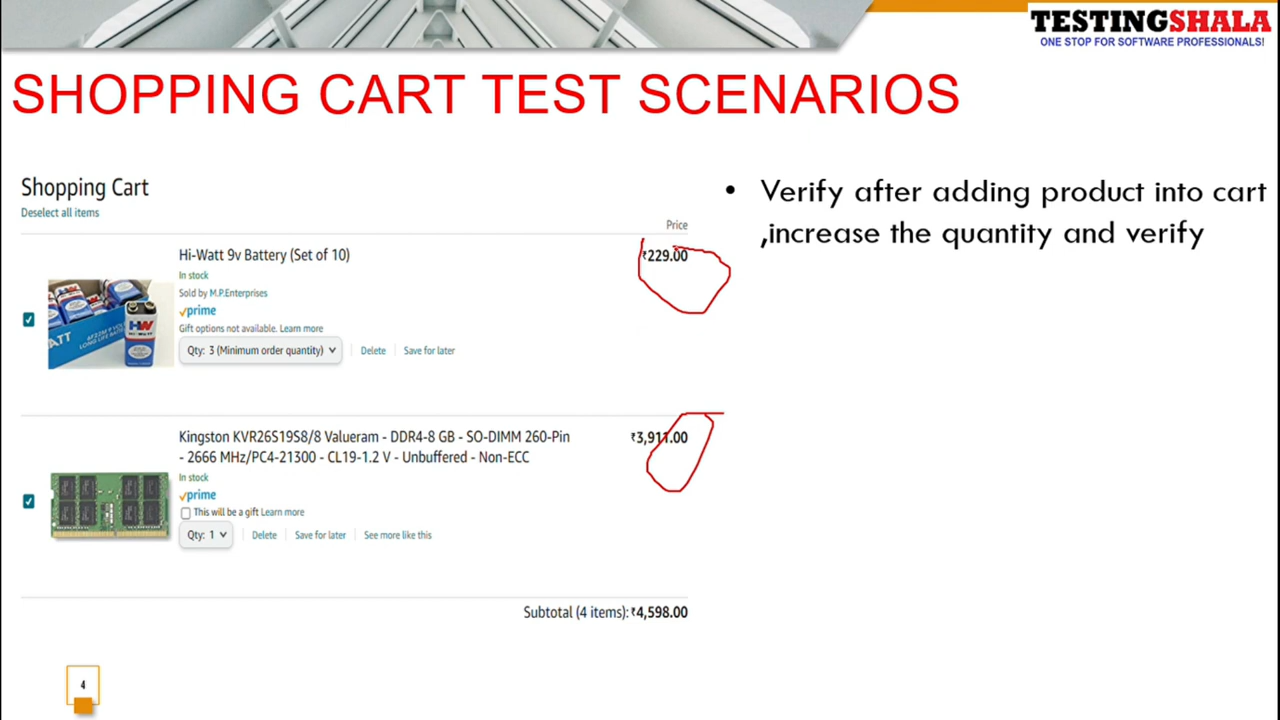 TESTINGSHALA
ONE STOP FOR SOFTWARE PROFESSIONALS!
SHOPPING CART TEST SCENARIOS
Shopping Cart
Deselect all items
Price
Hi-Watt 9v Battery (Set of 10)
₹229.00
In stock
Sold by M.P.Enterprises
prime
Gift options not available. Learn more
Qty: 3 (Minimum order quantity) Delete Save for later
HW
Kingston KVR26S19S8/8 Valueram - DDR4-8 GB - SO-DIMM 260-Pin
- 2666 MHz/PC4-21300 - CL19-1.2 V - Unbuffered - Non-ECC
₹3,911.00
In stock
prime
This will be a gift Learn more
Qty: 1 Delete Save for later See more like this
Subtotal (4 items): ₹4,598.00
• Verify after adding product into cart
,increase the quantity and verify
4